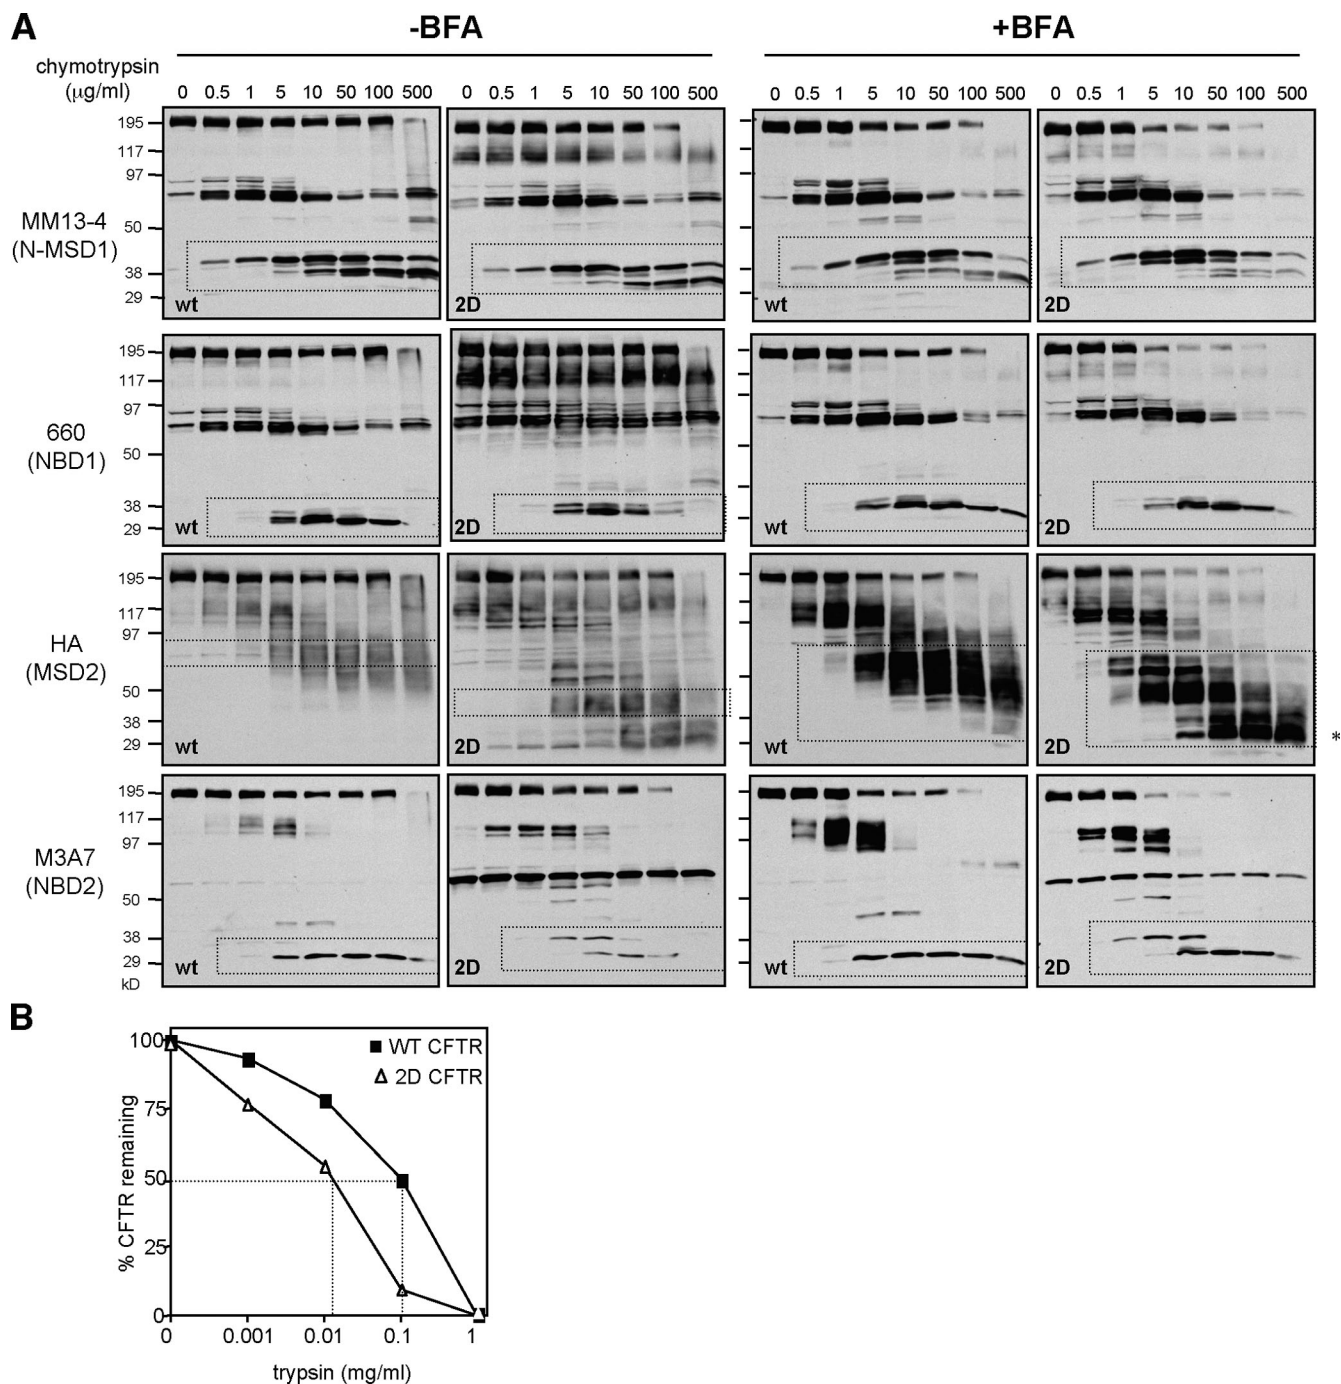 A
-BFA
+BFA
chymotrypsin
(μg/ml)
0 0.5 1 5 10 50 100 500
0 0.5 1 5 10 50 100 500
0 0.5 1 5 10 50 100 500
0 0.5 1 5 10 50 100 500
MM13-4
(N-MSD1)
195
117
97
50
38
29
wt
2D
wt
2D
660
(NBD1)
195
117
97
50
38
29
wt
2D
wt
2D
HA
(MSD2)
195
117
97
50
38
29
wt
2D
wt
2D
*
M3A7
(NBD2)
195
117
97
50
38
29
kD
wt
2D
wt
2D
B
% CFTR remaining
100
75
50
25
0
WT CFTR
2D CFTR
0 0.001 0.01 0.1 1
trypsin (mg/ml)